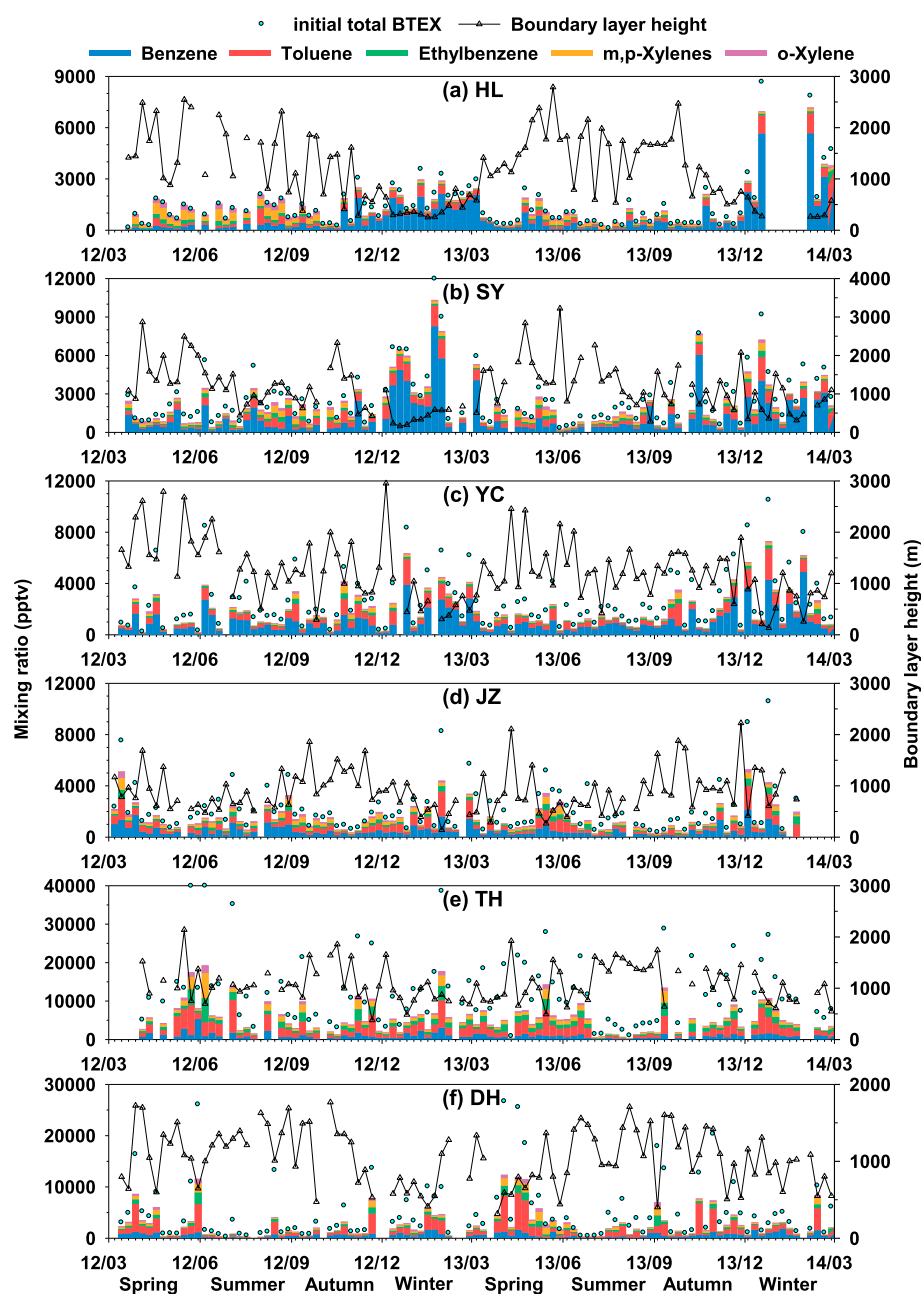 initial total BTEX Boundary layer height
Benzene Toluene Ethylbenzene m,p-Xylenes o-Xylene
Mixing ratio (pptv)
Boundary layer height (m)
(a) HL
9000 6000 3000 0
3000 2000 1000 0
12/03 12/06 12/09 12/12 13/03 13/06 13/09 13/12 14/03
(b) SY
12000 9000 6000 3000 0
4000 3000 2000 1000 0
12/03 12/06 12/09 12/12 13/03 13/06 13/09 13/12 14/03
(c) YC
12000 8000 4000 0
3000 2000 1000 0
12/03 12/06 12/09 12/12 13/03 13/06 13/09 13/12 14/03
(d) JZ
12000 8000 4000 0
3000 2000 1000 0
12/03 12/06 12/09 12/12 13/03 13/06 13/09 13/12 14/03
(e) TH
40000 30000 20000 10000 0
3000 2000 1000 0
12/03 12/06 12/09 12/12 13/03 13/06 13/09 13/12 14/03
(f) DH
30000 20000 10000 0
2000 1000 0
12/03 12/06 12/09 12/12 13/03 13/06 13/09 13/12 14/03
Spring Summer Autumn Winter Spring Summer Autumn Winter